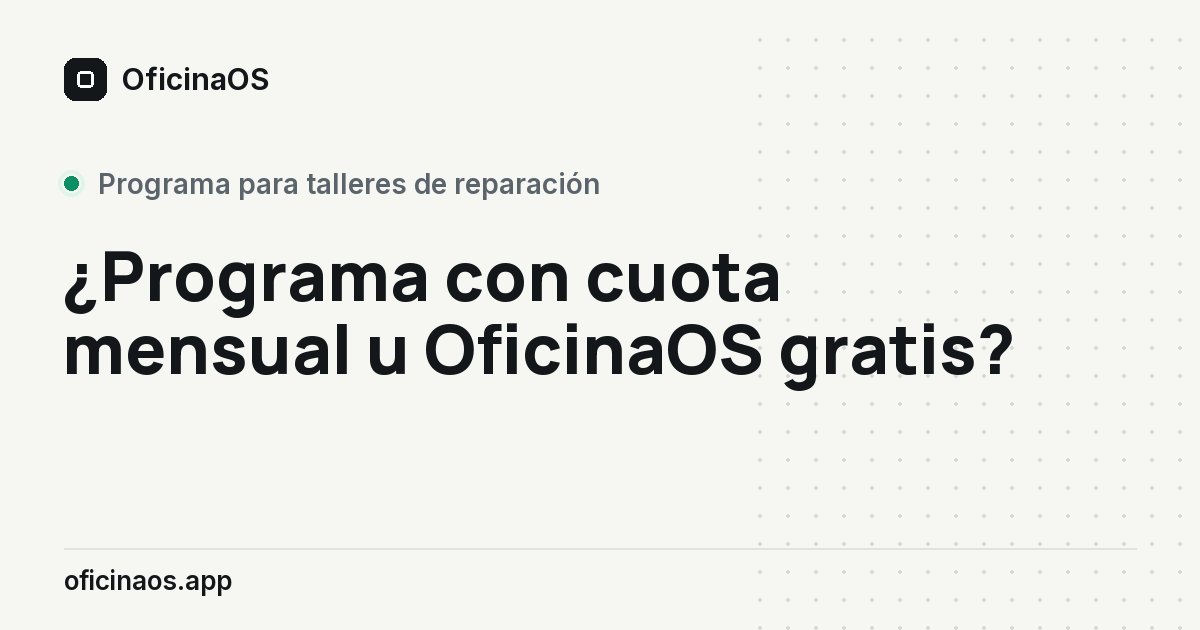 OficinaOS
Programa para talleres de reparación
¿Programa con cuota
mensual u OficinaOS gratis?
oficinaos.app